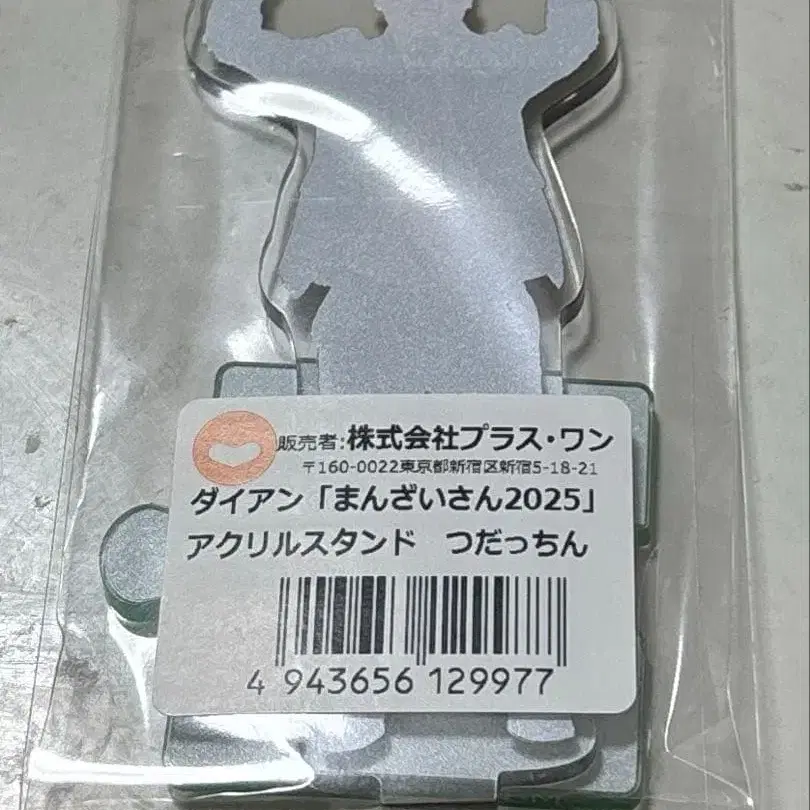 販売者:株式会社プラス・ワン
〒160-0022東京都新宿区新宿5-18-21
ダイアン「まんざいさん2025」
アクリルスタンド　つだっちん
4 943656 129977